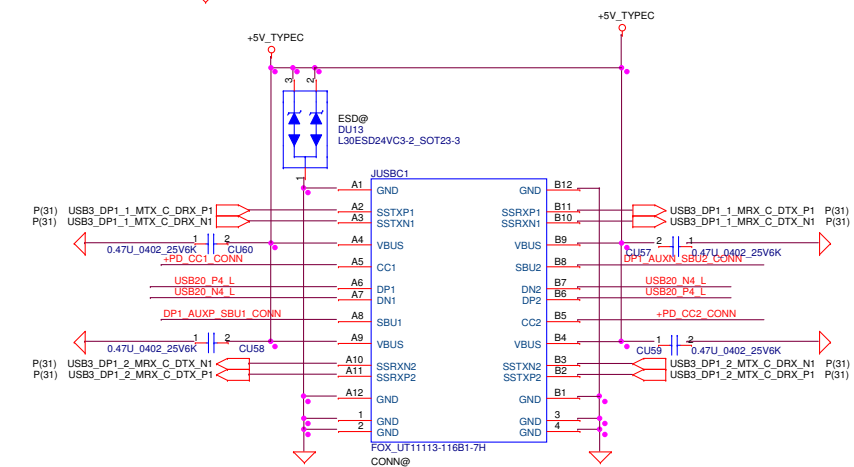 +5V_TYPEC
+5V_TYPEC
3
2
ESD@
DU13
L30ESD24VC3-2_SOT23-3
1
JUSBC1
A1 GND GND B12
P(31) USB3_DP1_1_MTX_C_DRX_P1 A2 SSTXP1 SSRXP1 B11 USB3_DP1_1_MRX_C_DTX_P1 P(31)
P(31) USB3_DP1_1_MTX_C_DRX_N1 A3 SSTXN1 SSRXN1 B10 USB3_DP1_1_MRX_C_DTX_N1 P(31)
1 2 A4 VBUS VBUS B9 2 1
0.47U_0402_25V6K CU60 CU57 0.47U_0402_25V6K
+PD_CC1_CONN A5 CC1 SBU2 B8 DP1_AUXN_SBU2_CONN
USB20_P4_L A6 DP1 DN2 B7 USB20_N4_L
USB20_N4_L A7 DN1 DP2 B6 USB20_P4_L
DP1_AUXP_SBU1_CONN A8 SBU1 CC2 B5 +PD_CC2_CONN
1 2 A9 VBUS VBUS B4 1 2
0.47U_0402_25V6K CU58 CU59 0.47U_0402_25V6K
P(31) USB3_DP1_2_MRX_C_DTX_N1 A10 SSRXN2 SSTXN2 B3 USB3_DP1_2_MTX_C_DRX_N1 P(31)
P(31) USB3_DP1_2_MRX_C_DTX_P1 A11 SSRXP2 SSTXP2 B2 USB3_DP1_2_MTX_C_DRX_P1 P(31)
A12 GND GND B1
1 GND GND 3
2 GND GND 4
FOX_UT11113-116B1-7H
CONN@